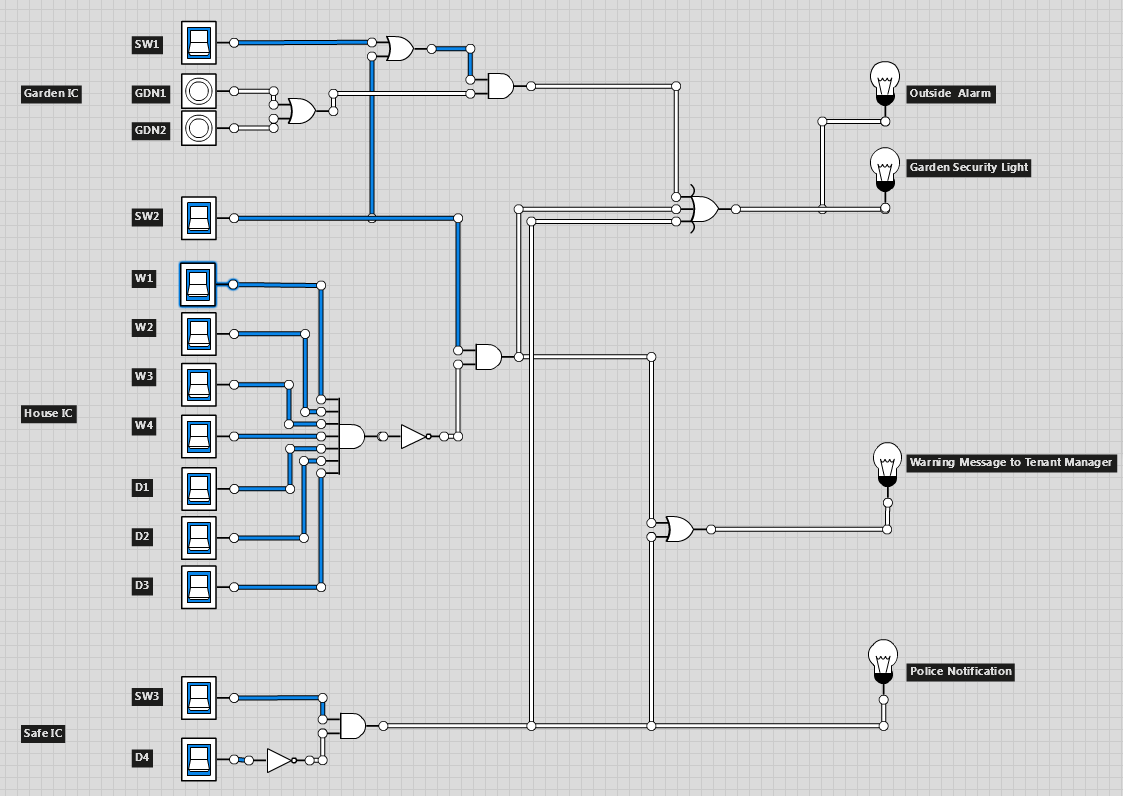 SW1
Garden IC
GDN1
GDN2
Outside  Alarm
Garden Security Light
SW2
W1
W2
W3
House IC
W4
D1
D2
D3
Warning Message to Tenant Manager
Police Notification
SW3
Safe IC
D4